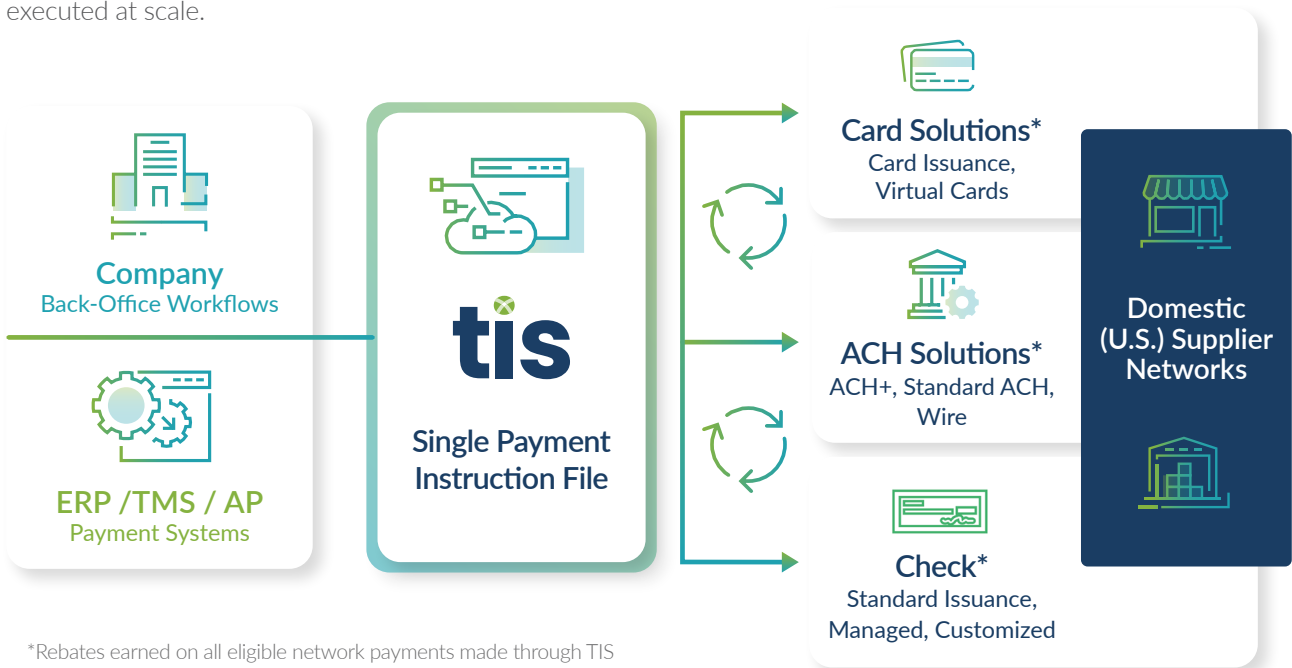 executed at scale.
Company
Back-Office Workflows
ERP /TMS / AP
Payment Systems
tis
Single Payment
Instruction File
Card Solutions*
Card Issuance,
Virtual Cards
ACH Solutions*
ACH+, Standard ACH,
Wire
Check*
Standard Issuance,
Managed, Customized
Domestic
(U.S.) Supplier
Networks
*Rebates earned on all eligible network payments made through TIS